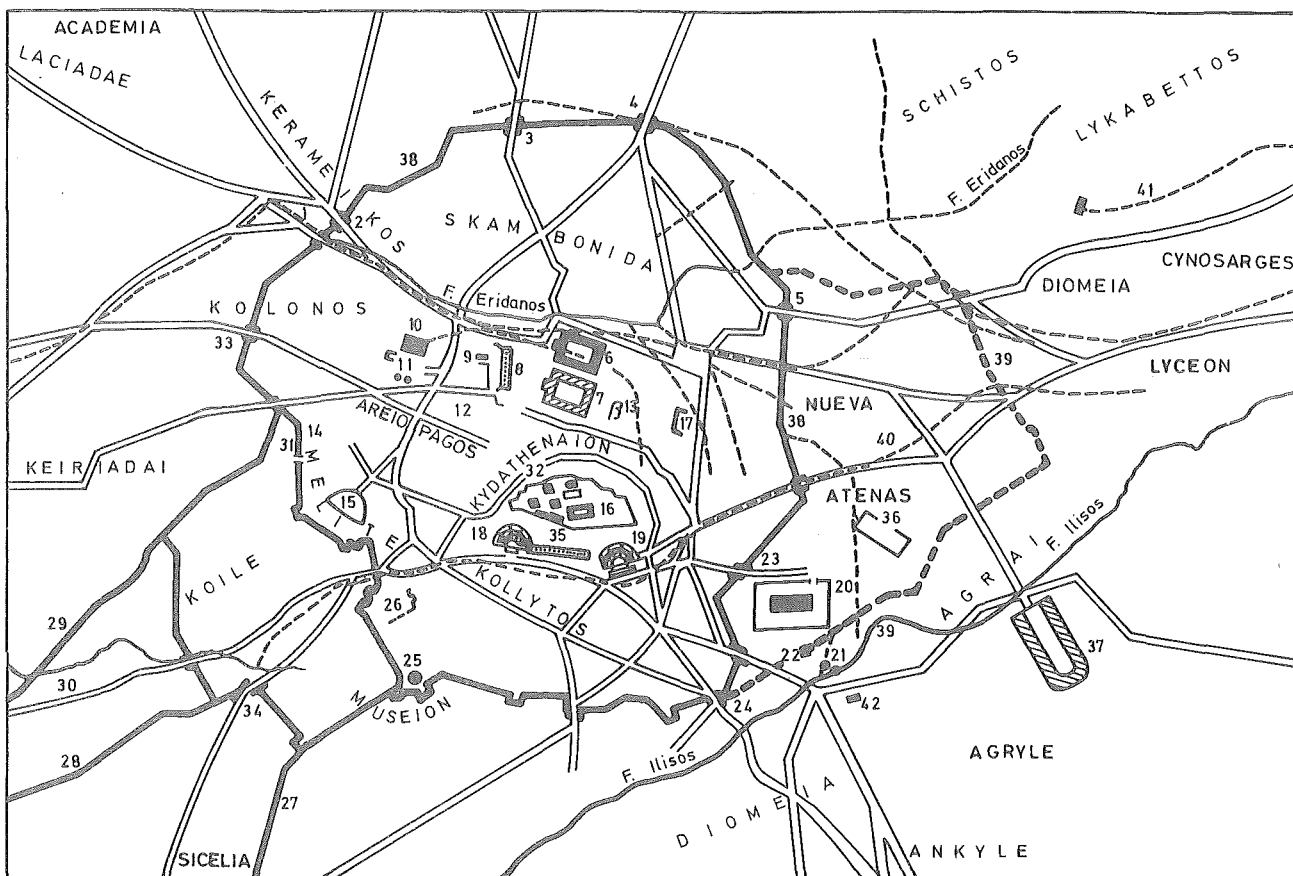 ACADEMIA
LACIADAE
KERAMEIKOS
SCHISTOS
LYKABETTOS
4
3
38
F. Eridanos
41
2
SKAMBONIDA
CYNOSARGES
DIOMEIA
KOLONOS
F. Eridanos
5
33
10
11
9
8
6
39
LYCEON
7
13
17
NUEVA
38
12
AREIOPAGOS
14
31
40
KEIRIADAI
MELITE
KYDATHENAION
32
15
16
ATENAS
36
F. Ilisos
18
35
19
AGRAI
23
KOLLYTOS
20
KOILE
26
29
39
22
21
37
25
30
MUSEION
34
24
42
28
F. Ilisos
AGRYLE
27
DIOMEIA
SICELIA
ANKYLE